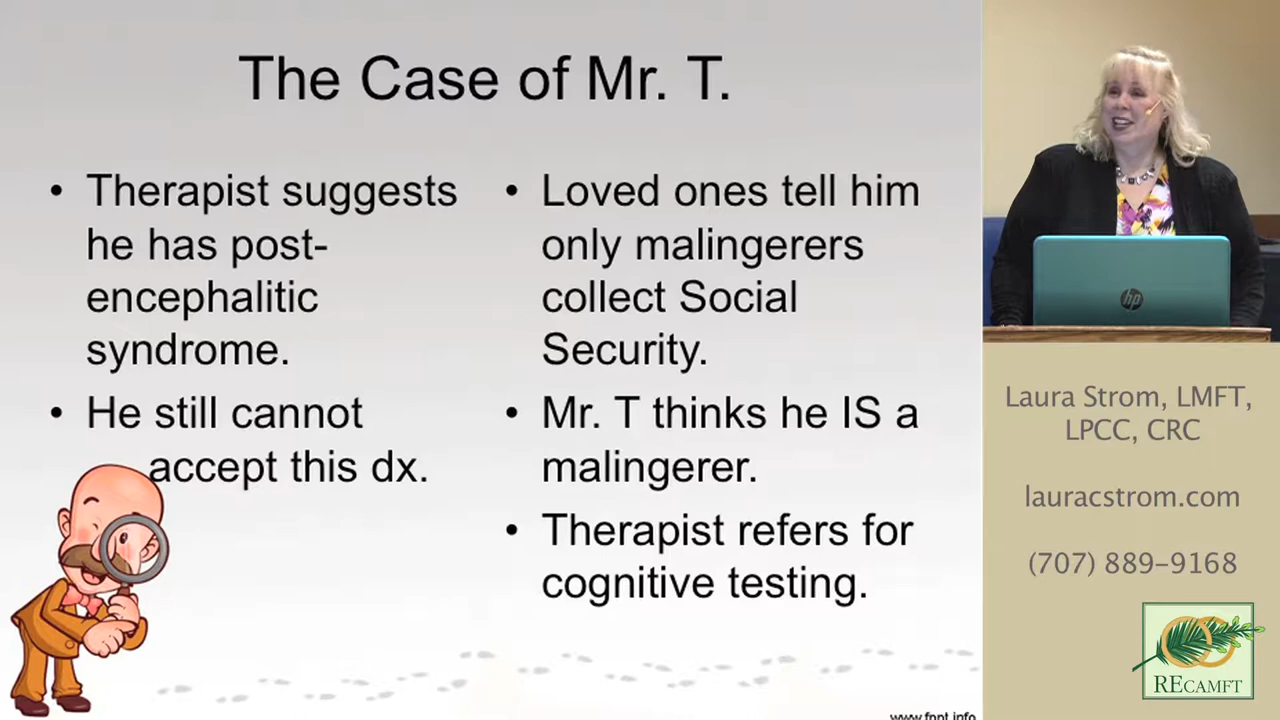 The Case of Mr. T.
• Therapist suggests
he has post-
encephalitic
syndrome.
• He still cannot
accept this dx.
• Loved ones tell him
only malingerers
collect Social
Security.
• Mr. T thinks he IS a
malingerer.
• Therapist refers for
cognitive testing.
www.fppt.info
hp
Laura Strom, LMFT,
LPCC, CRC
lauracstrom.com
(707) 889-9168
RECAMFT